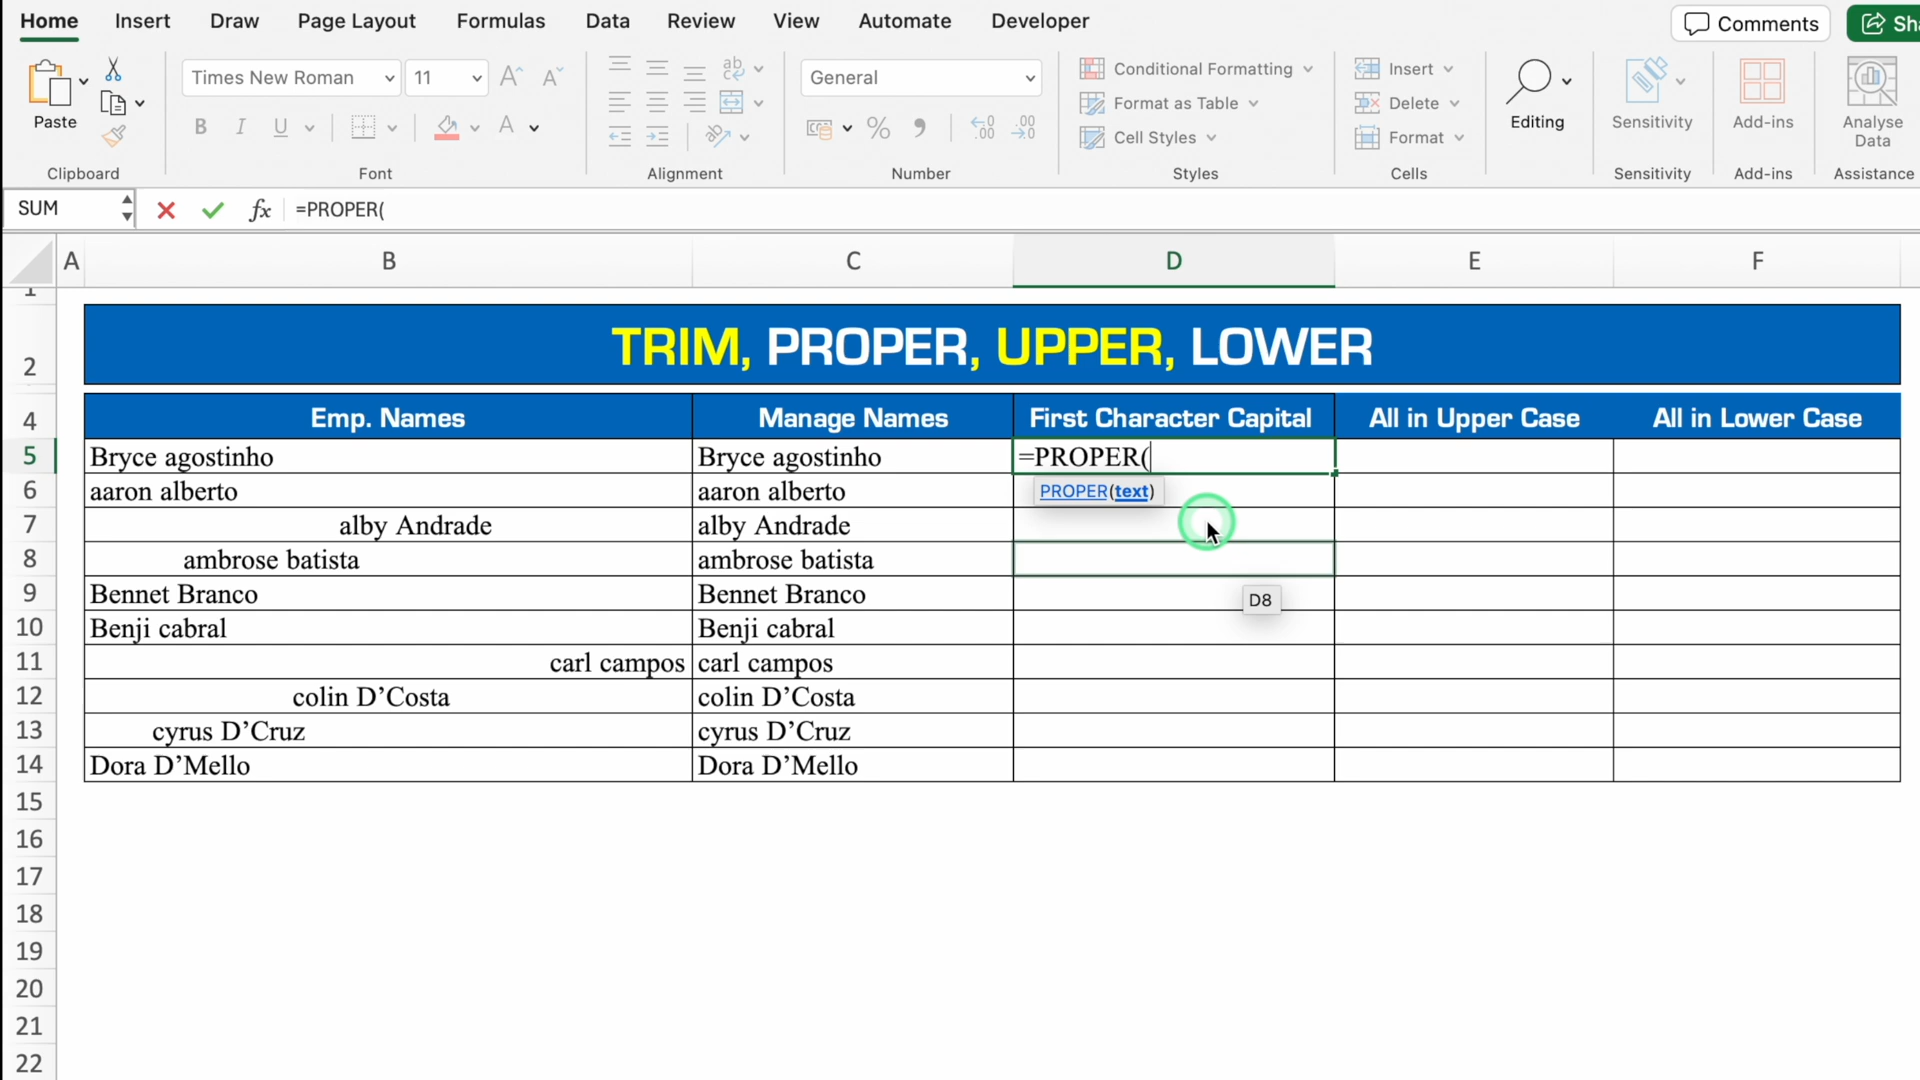 Home Insert Draw Page Layout Formulas Data Review View Automate Developer Comments Sha
Paste
Times New Roman 11
General
Conditional Formatting
Format as Table
Cell Styles
Insert
Delete
Format
Editing
Sensitivity
Add-ins
Analyse
Data
Clipboard Font Alignment Number Styles Cells Sensitivity Add-ins Assistance
SUM fx =PROPER(
A B C D E F
1
2 TRIM, PROPER, UPPER, LOWER
4 Emp. Names Manage Names First Character Capital All in Upper Case All in Lower Case
5 Bryce agostinho Bryce agostinho =PROPER(
6 aaron alberto aaron alberto PROPER(text)
7 alby Andrade alby Andrade
8 ambrose batista ambrose batista
9 Bennet Branco Bennet Branco D8
10 Benji cabral Benji cabral
11 carl campos carl campos
12 colin D’Costa colin D’Costa
13 cyrus D’Cruz cyrus D’Cruz
14 Dora D’Mello Dora D’Mello
15
16
17
18
19
20
21
22